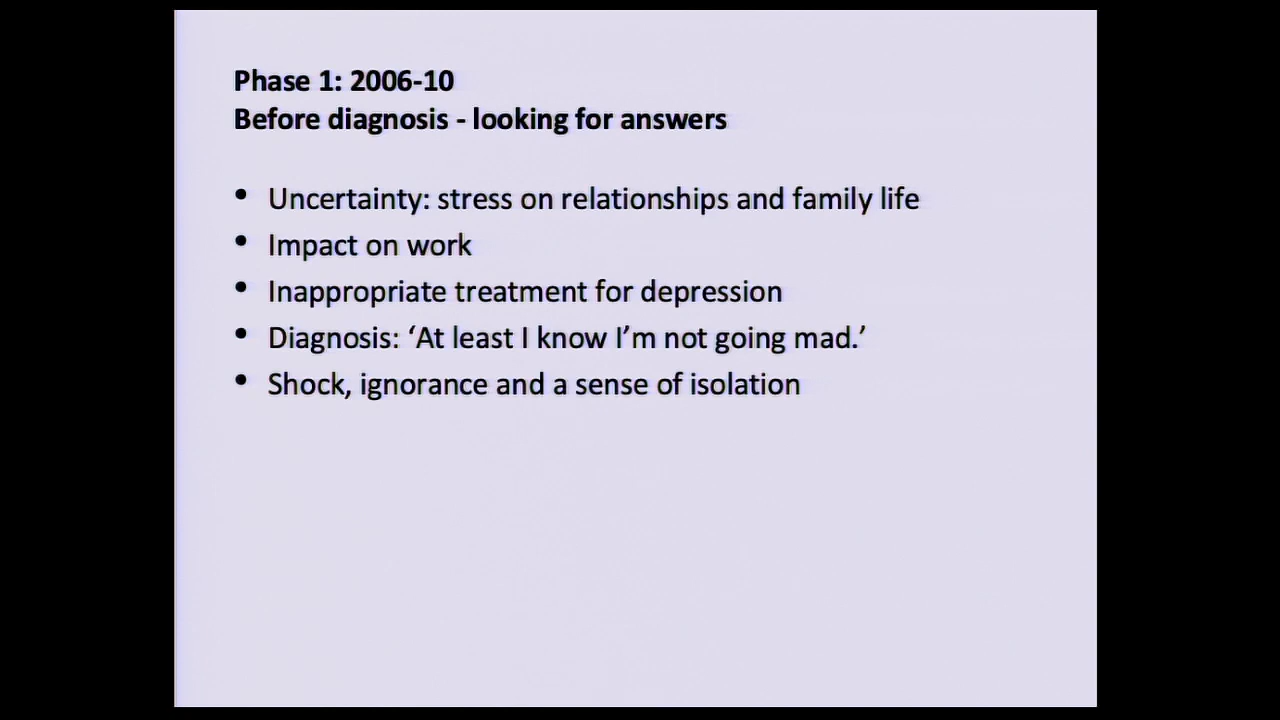 Phase 1: 2006-10
Before diagnosis - looking for answers
• Uncertainty: stress on relationships and family life
• Impact on work
• Inappropriate treatment for depression
• Diagnosis: ‘At least I know I’m not going mad.’
• Shock, ignorance and a sense of isolation